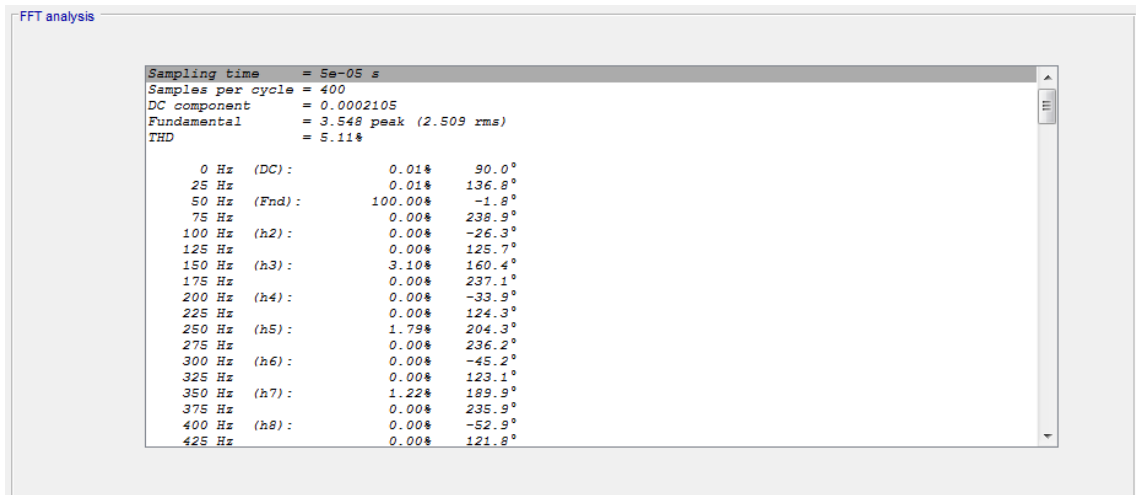 FFT analysis
Sampling time = 5e-05 s
Samples per cycle = 400
DC component = 0.0002105
Fundamental = 3.548 peak (2.509 rms)
THD = 5.11%
0 Hz (DC): 0.01% 90.0°
25 Hz 0.01% 136.8°
50 Hz (Fnd): 100.00% -1.8°
75 Hz 0.00% 238.9°
100 Hz (h2): 0.00% -26.3°
125 Hz 0.00% 125.7°
150 Hz (h3): 3.10% 160.4°
175 Hz 0.00% 237.1°
200 Hz (h4): 0.00% -33.9°
225 Hz 0.00% 124.3°
250 Hz (h5): 1.79% 204.3°
275 Hz 0.00% 236.2°
300 Hz (h6): 0.00% -45.2°
325 Hz 0.00% 123.1°
350 Hz (h7): 1.22% 189.9°
375 Hz 0.00% 235.9°
400 Hz (h8): 0.00% -52.9°
425 Hz 0.00% 121.8°